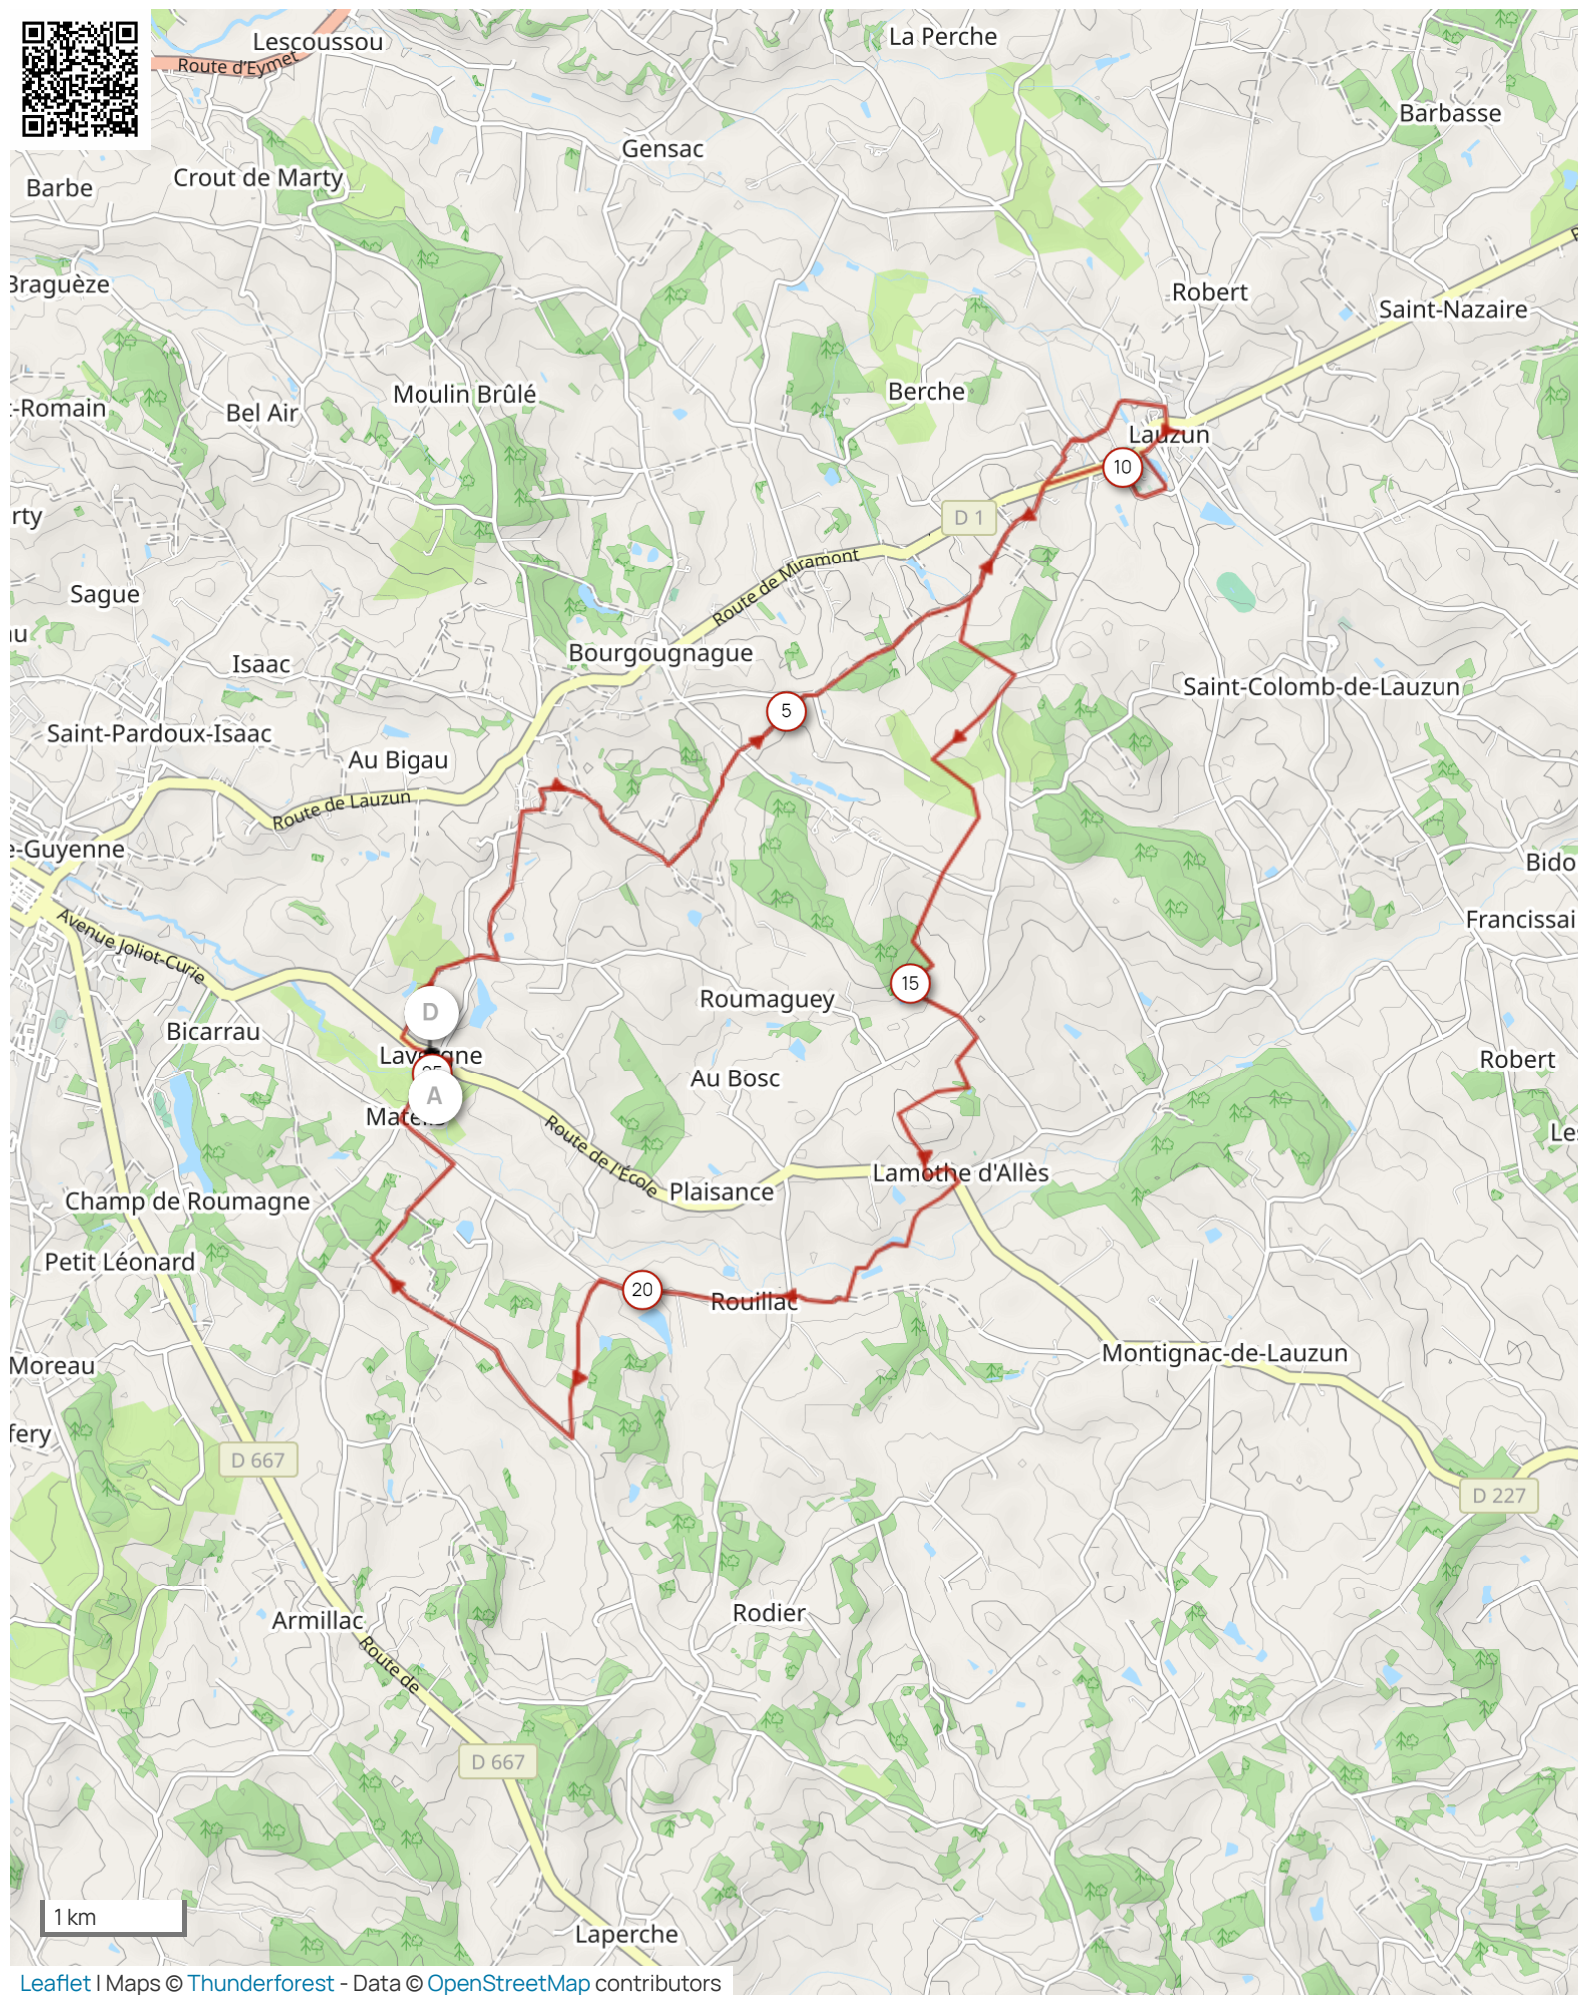 Lescoussou
La Perche
Route d'Eymet
Barbasse
Gensac
Crout de Marty
Barbe
Braguèze
Robert
Saint-Nazaire
Moulin Brûlé
Berche
-Romain
Bel Air
Lauzun
10
D 1
rty
Route de Miramont
Sague
Bourgougnague
Isaac
Saint-Colomb-de-Lauzun
5
Saint-Pardoux-Isaac
Au Bigau
Route de Lauzun
e-Guyenne
Bido
Avenue Joliot-Curie
Francissai
15
Roumaguey
D
Bicarrau
Robert
Au Bosc
A
Route de l'École
Lamothe d'Allès
Plaisance
Champ de Roumagne
Petit Léonard
20
Rouillac
Montignac-de-Lauzun
Moreau
fery
D 667
D 227
Rodier
Armillac
Route de
D 667
1 km
Laperche
Leaflet | Maps © Thunderforest - Data © OpenStreetMap contributors